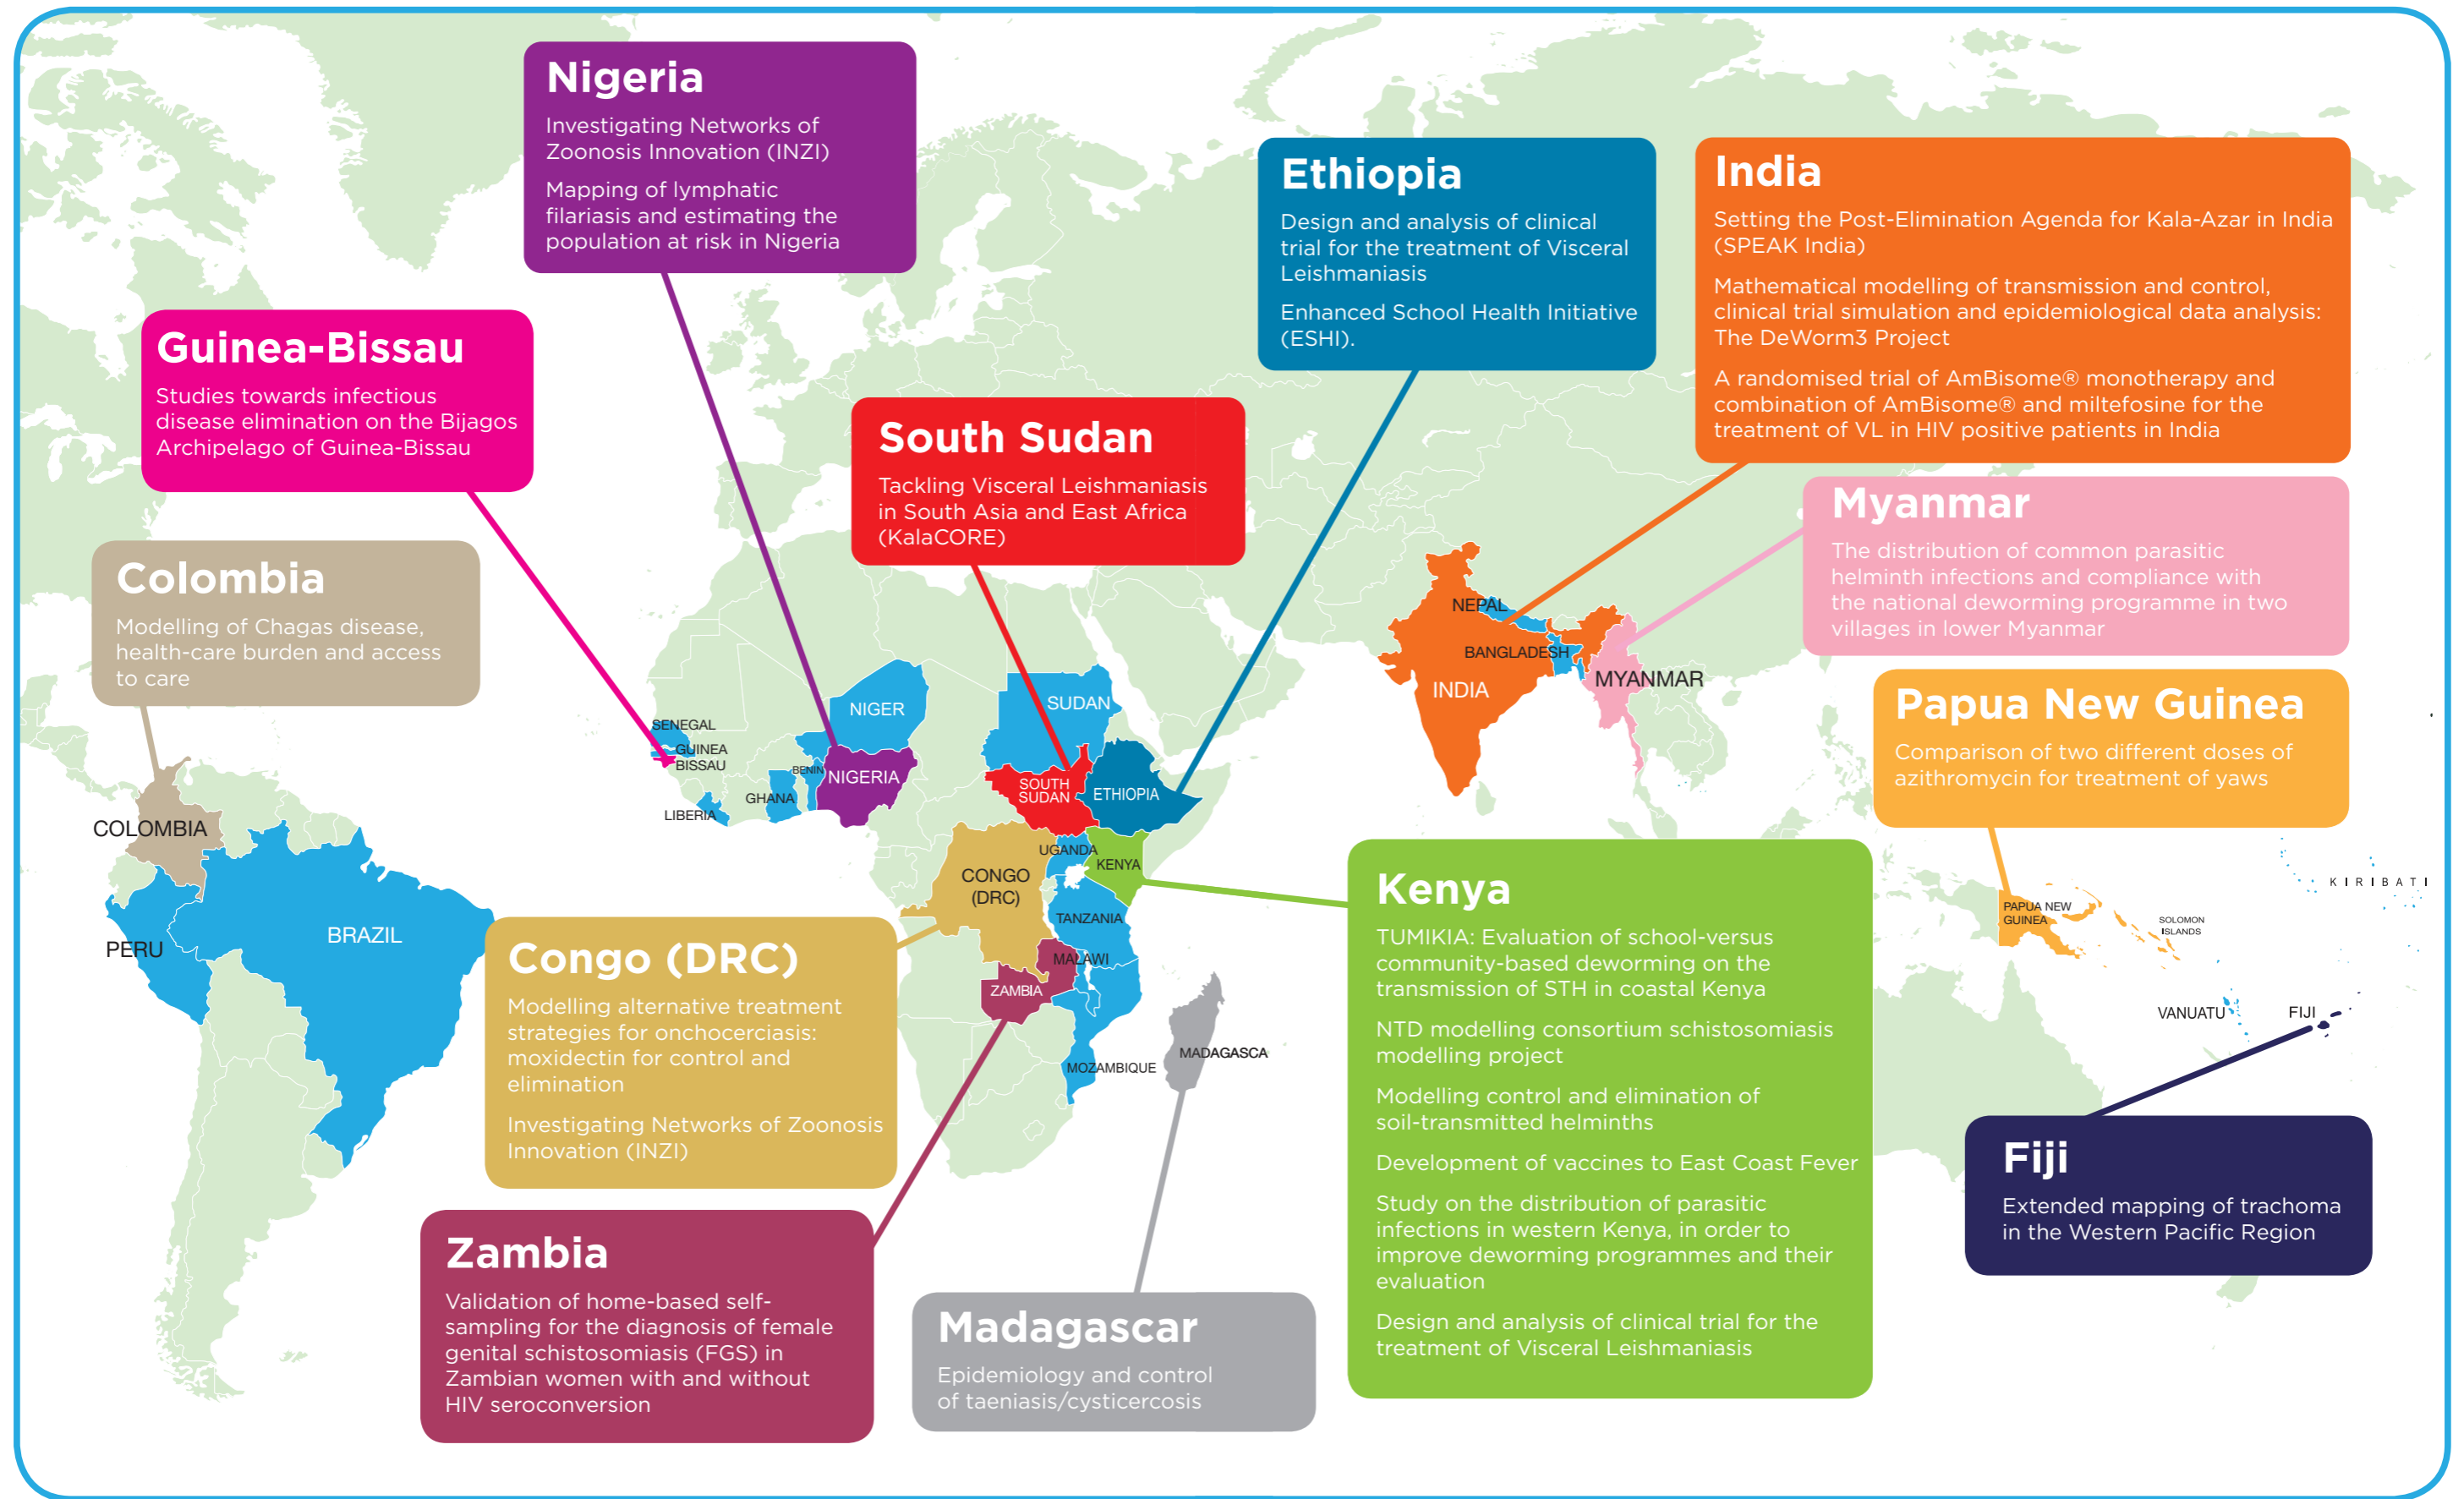 Nigeria
Investigating Networks of
Zoonosis Innovation (INZI)
Mapping of lymphatic
filariasis and estimating the
population at risk in Nigeria
Ethiopia
Design and analysis of clinical
trial for the treatment of Visceral
Leishmaniasis
Enhanced School Health Initiative
(ESHI).
India
Setting the Post-Elimination Agenda for Kala-Azar in India
(SPEAK India)
Mathematical modelling of transmission and control,
clinical trial simulation and epidemiological data analysis:
The DeWorm3 Project
A randomised trial of AmBisome® monotherapy and
combination of AmBisome® and miltefosine for the
treatment of VL in HIV positive patients in India
Guinea-Bissau
Studies towards infectious
disease elimination on the Bijagos
Archipelago of Guinea-Bissau
South Sudan
Tackling Visceral Leishmaniasis
in South Asia and East Africa
(KalaCORE)
Myanmar
The distribution of common parasitic
helminth infections and compliance with
the national deworming programme in two
villages in lower Myanmar
Colombia
Modelling of Chagas disease,
health-care burden and access
to care
Papua New Guinea
Comparison of two different doses of
azithromycin for treatment of yaws
NEPAL
BANGLADESH
INDIA
MYANMAR
SENEGAL
GUINEA
BISSAU
LIBERIA
GHANA
BENIN
NIGER
NIGERIA
SUDAN
SOUTH
SUDAN
ETHIOPIA
UGANDA
KENYA
CONGO
(DRC)
TANZANIA
MALAWI
ZAMBIA
MOZAMBIQUE
MADAGASCA
COLOMBIA
PERU
BRAZIL
KIRIBATI
PAPUA NEW
GUINEA
SOLOMON
ISLANDS
VANUATU
FIJI
Congo (DRC)
Modelling alternative treatment
strategies for onchocerciasis:
moxidectin for control and
elimination
Investigating Networks of Zoonosis
Innovation (INZI)
Kenya
TUMIKIA: Evaluation of school-versus
community-based deworming on the
transmission of STH in coastal Kenya
NTD modelling consortium schistosomiasis
modelling project
Modelling control and elimination of
soil-transmitted helminths
Development of vaccines to East Coast Fever
Study on the distribution of parasitic
infections in western Kenya, in order to
improve deworming programmes and their
evaluation
Design and analysis of clinical trial for the
treatment of Visceral Leishmaniasis
Fiji
Extended mapping of trachoma
in the Western Pacific Region
Zambia
Validation of home-based self-
sampling for the diagnosis of female
genital schistosomiasis (FGS) in
Zambian women with and without
HIV seroconversion
Madagascar
Epidemiology and control
of taeniasis/cysticercosis